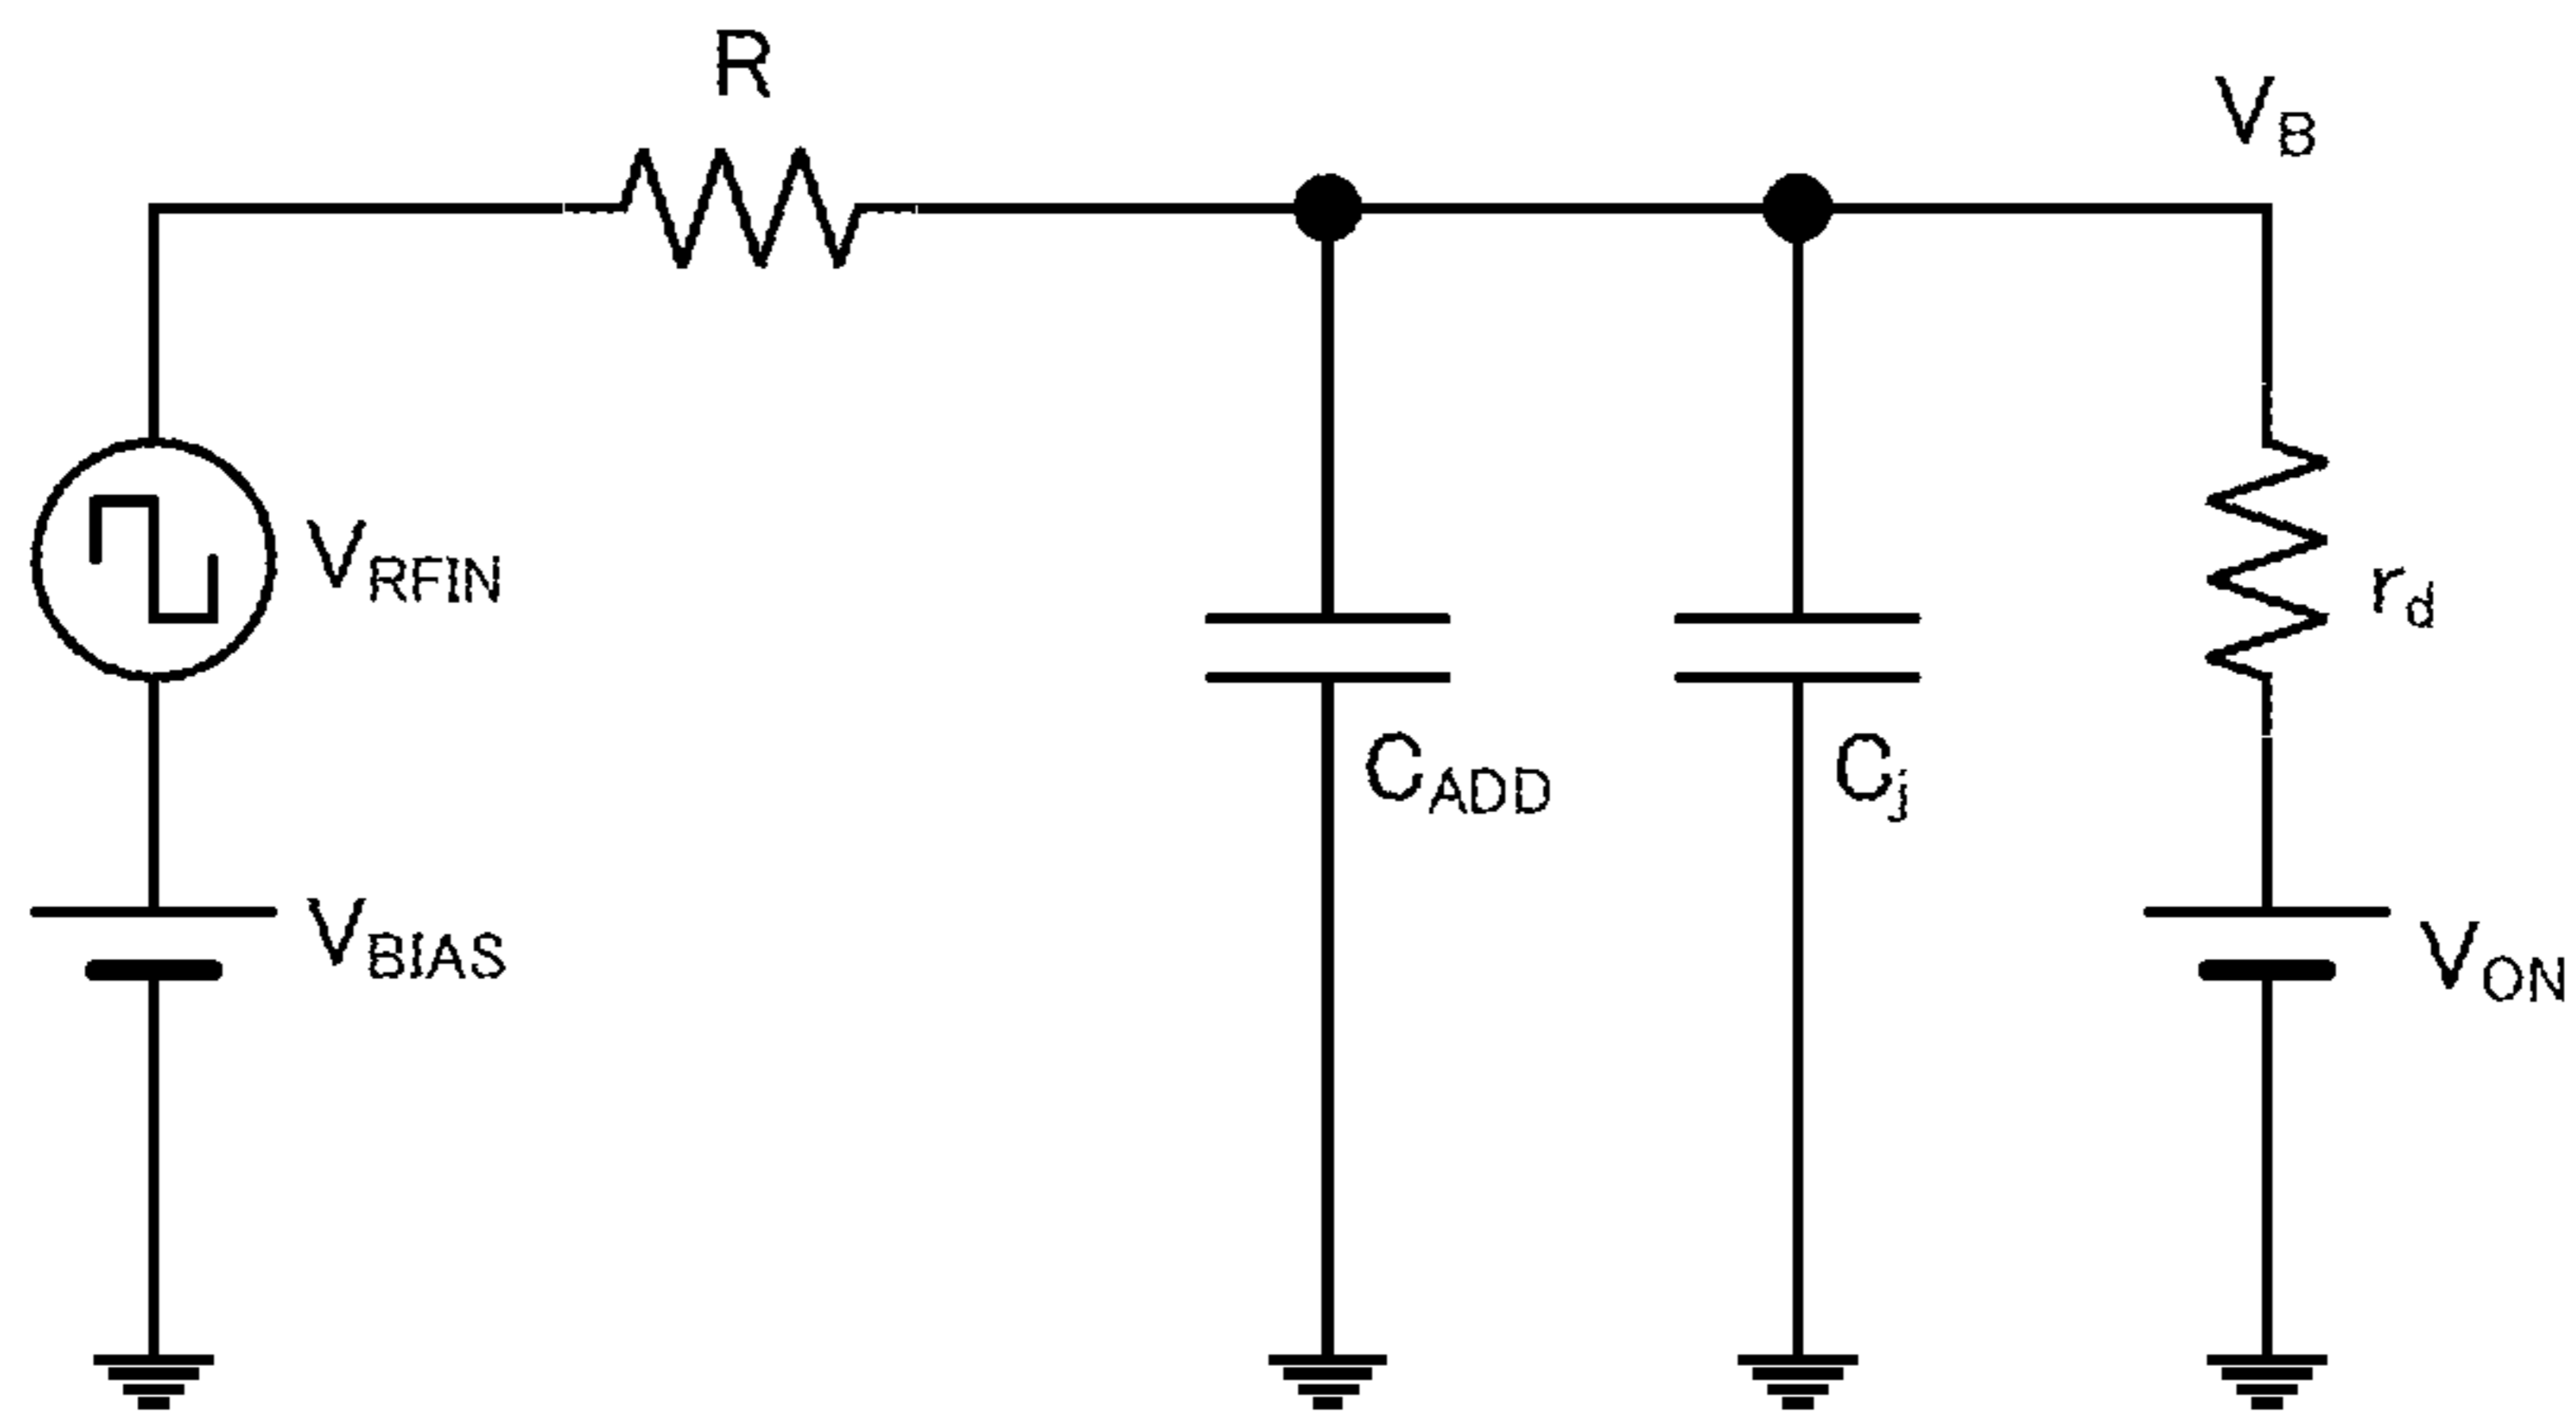 R
V_B
V_RFIN
r_d
C_ADD
C_j
V_BIAS
V_ON